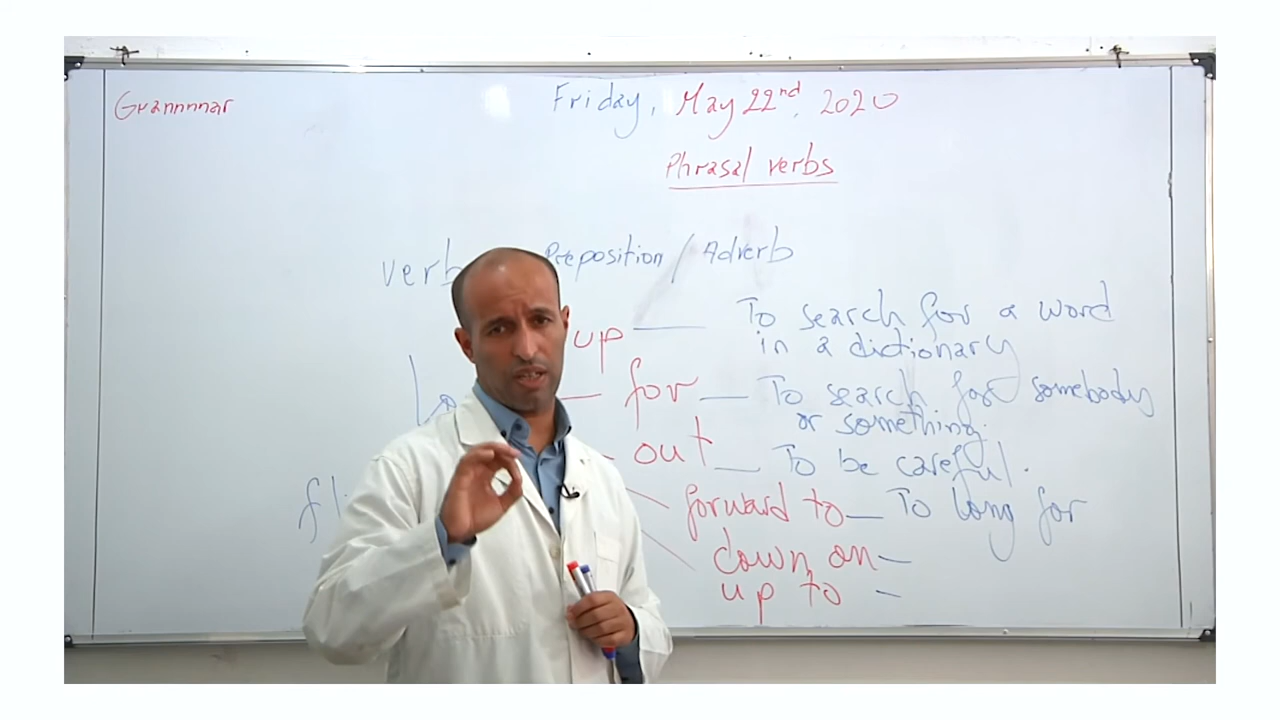 Grammar
Friday, May 22nd, 2020
Phrasal verbs
verb Preposition / Adverb
up — To search for a word
in a dictionary
— for — To search for somebody
or something.
- out — To be careful.
forward to — To long for
down on —
up to —